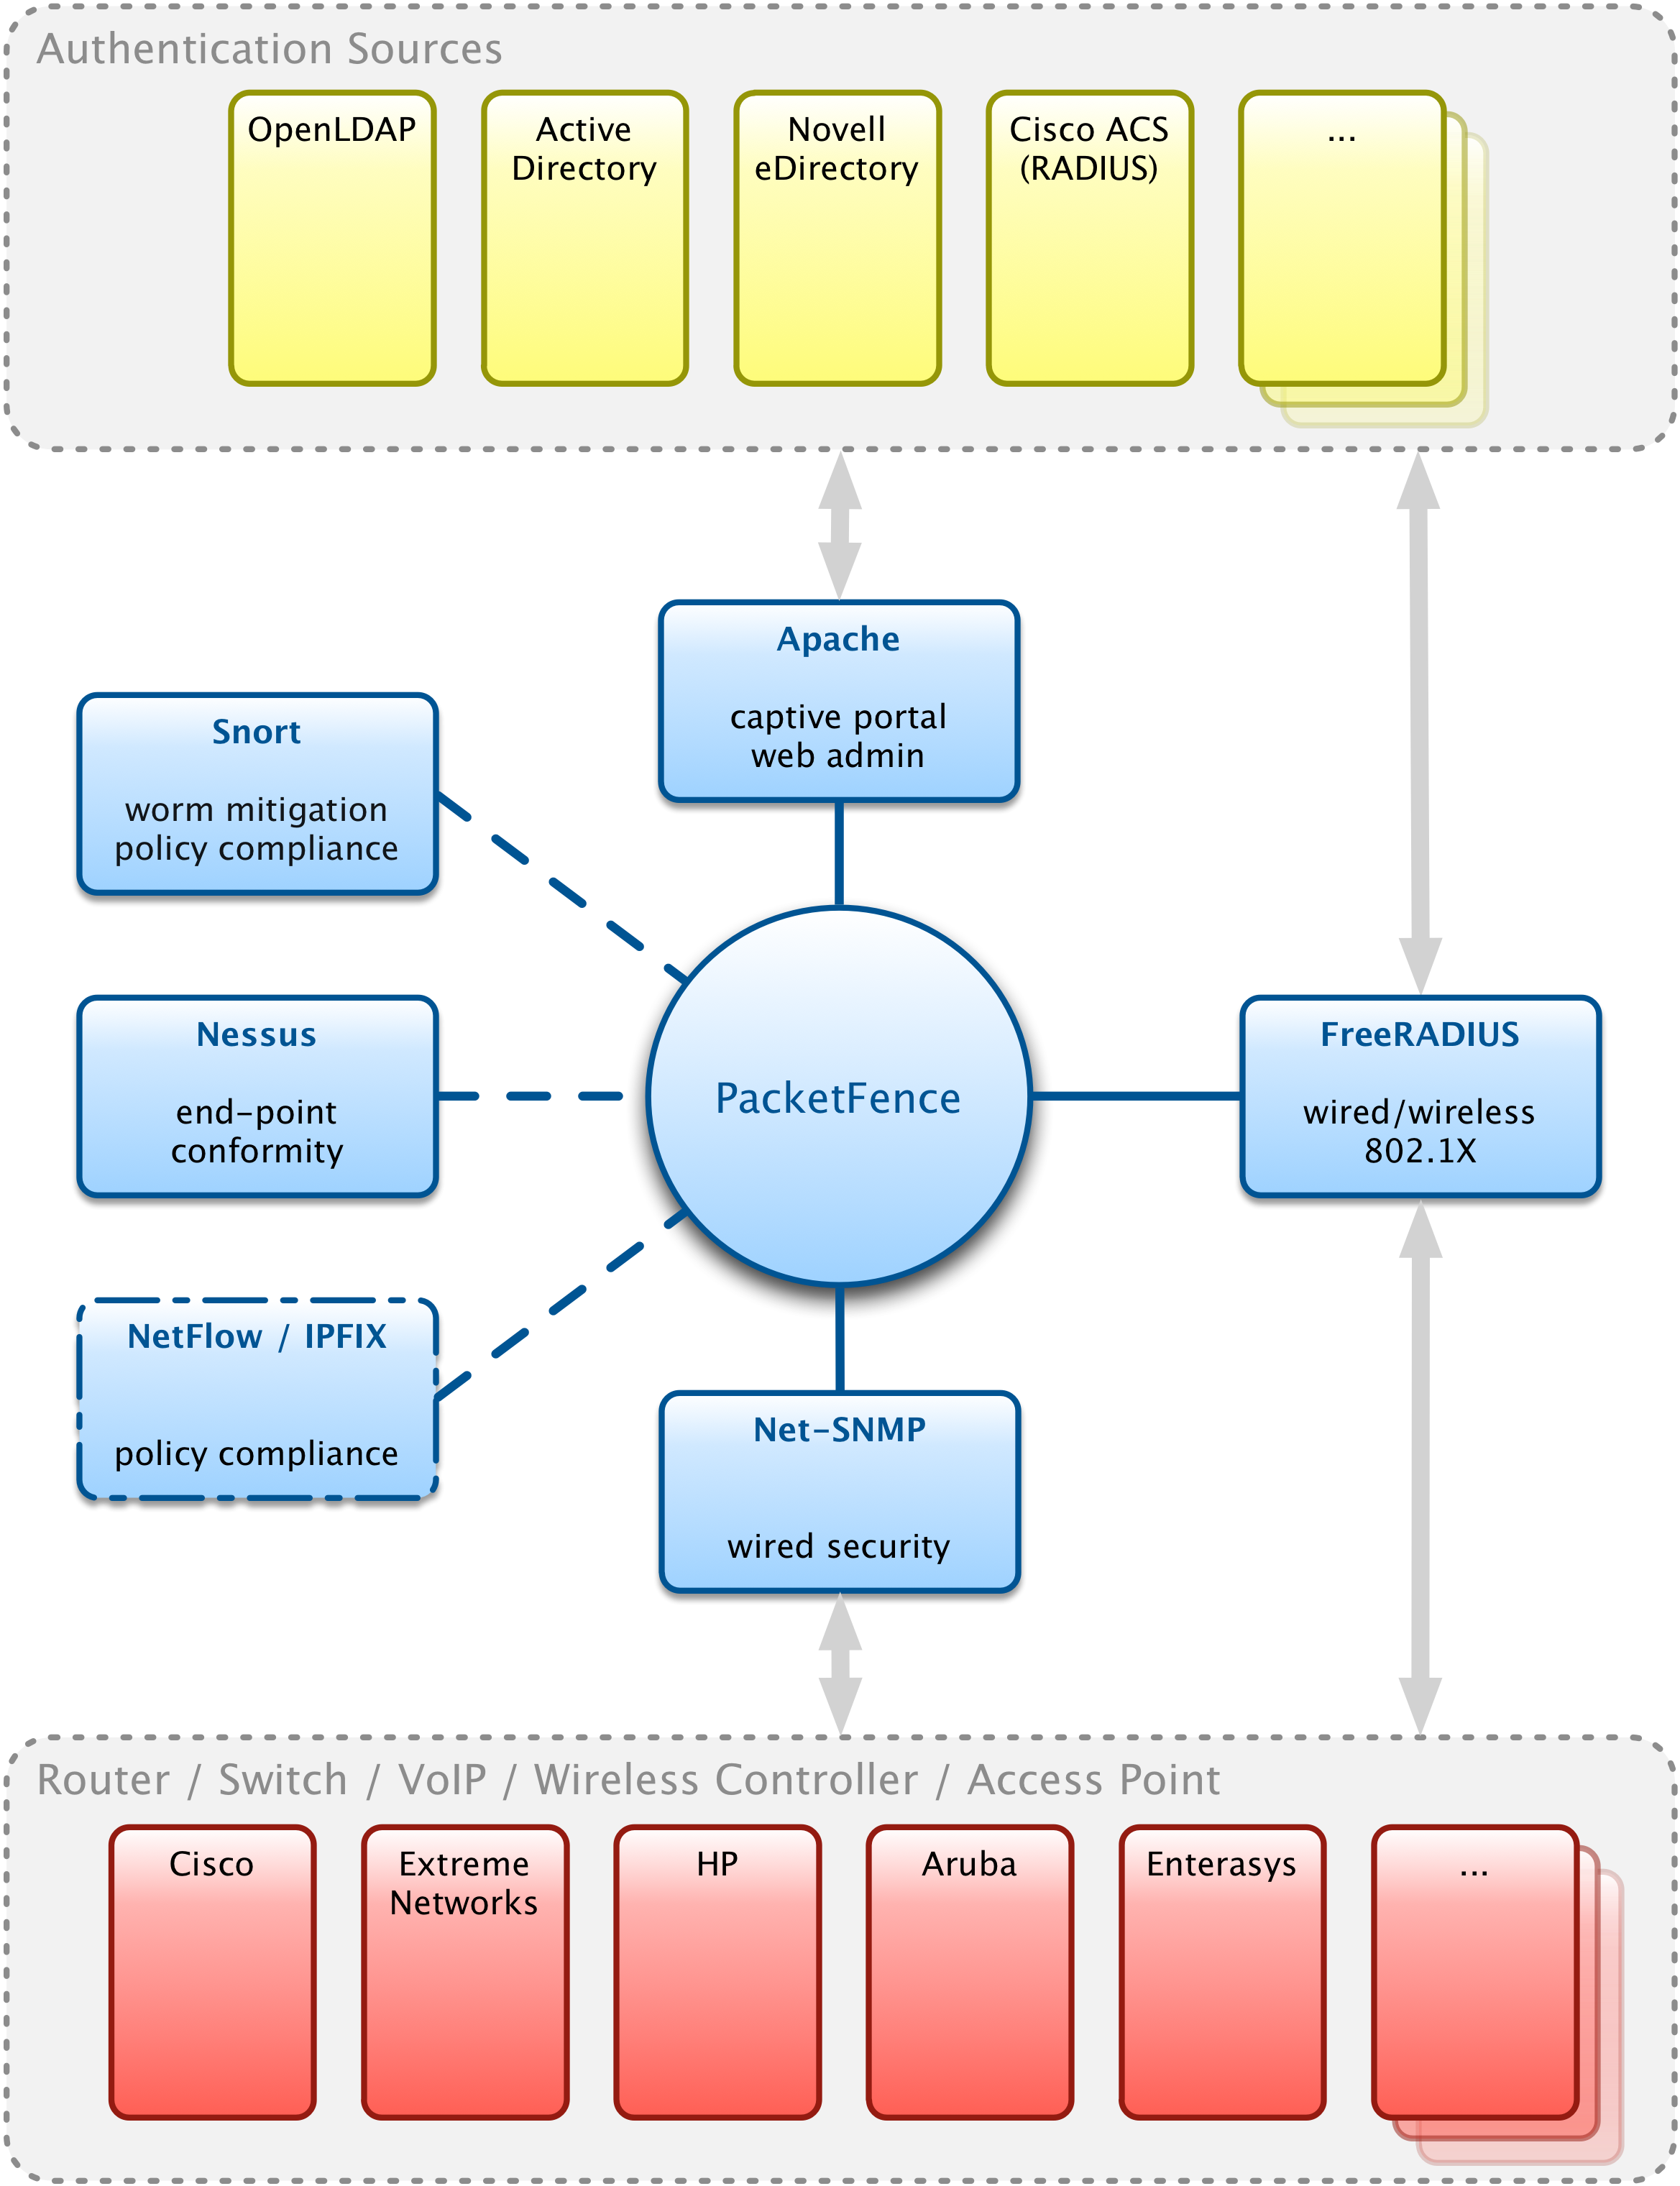 Authentication Sources
OpenLDAP
Active
Directory
Novell
eDirectory
Cisco ACS
(RADIUS)
...
Apache
captive portal
web admin
Snort
worm mitigation
policy compliance
Nessus
end-point
conformity
PacketFence
FreeRADIUS
wired/wireless
802.1X
NetFlow / IPFIX
policy compliance
Net-SNMP
wired security
Router / Switch / VoIP / Wireless Controller / Access Point
Cisco
Extreme
Networks
HP
Aruba
Enterasys
...